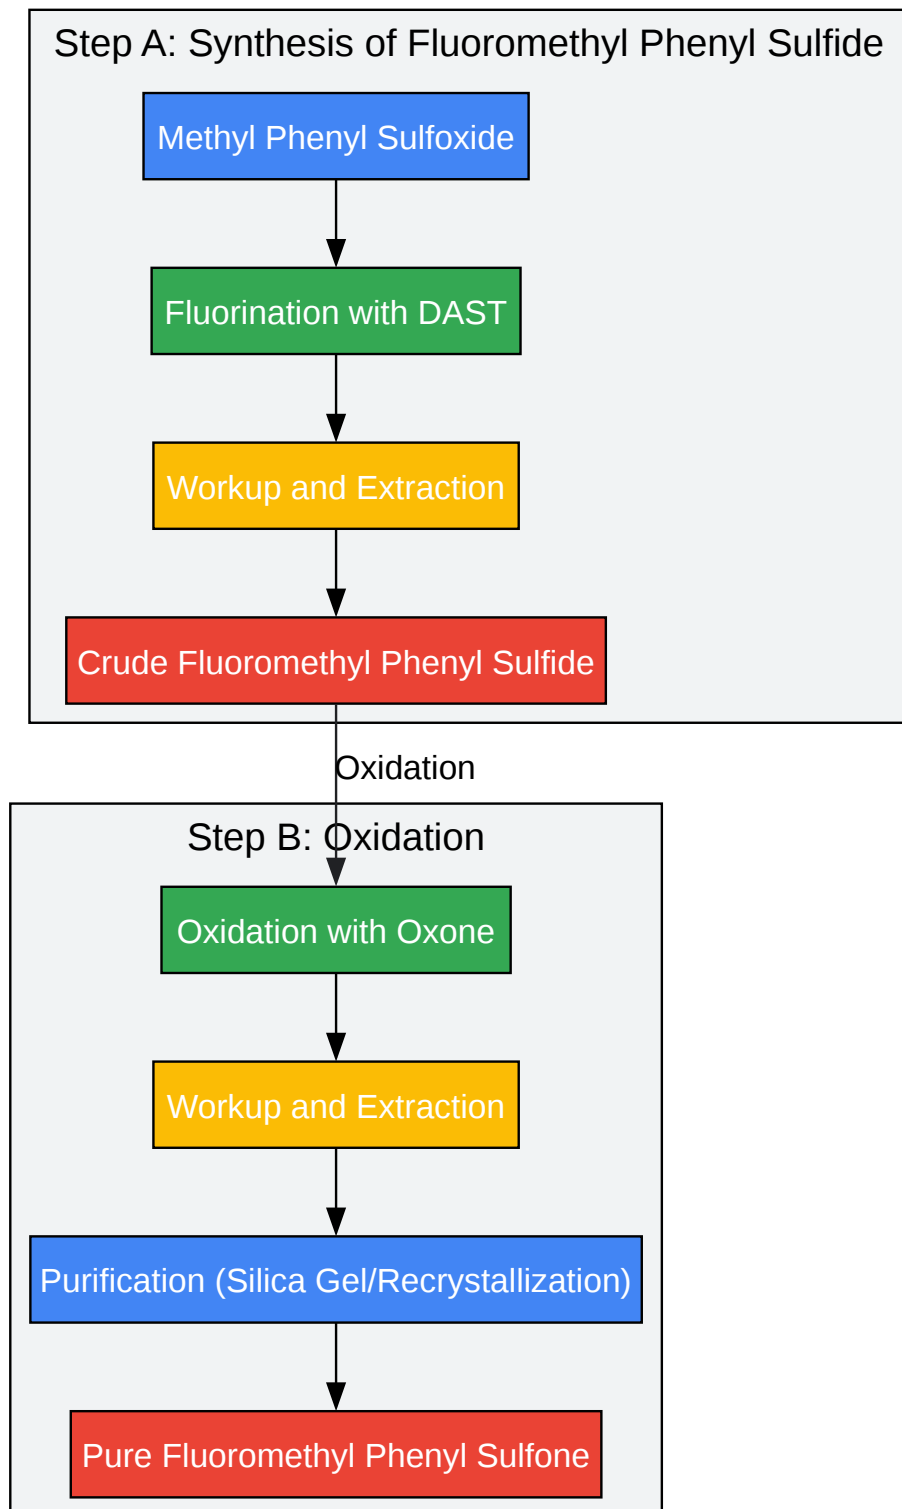 Step A: Synthesis of Fluoromethyl Phenyl Sulfide
Methyl Phenyl Sulfoxide
Fluorination with DAST
Workup and Extraction
Crude Fluoromethyl Phenyl Sulfide
Oxidation
Step B: Oxidation
Oxidation with Oxone
Workup and Extraction
Purification (Silica Gel/Recrystallization)
Pure Fluoromethyl Phenyl Sulfone